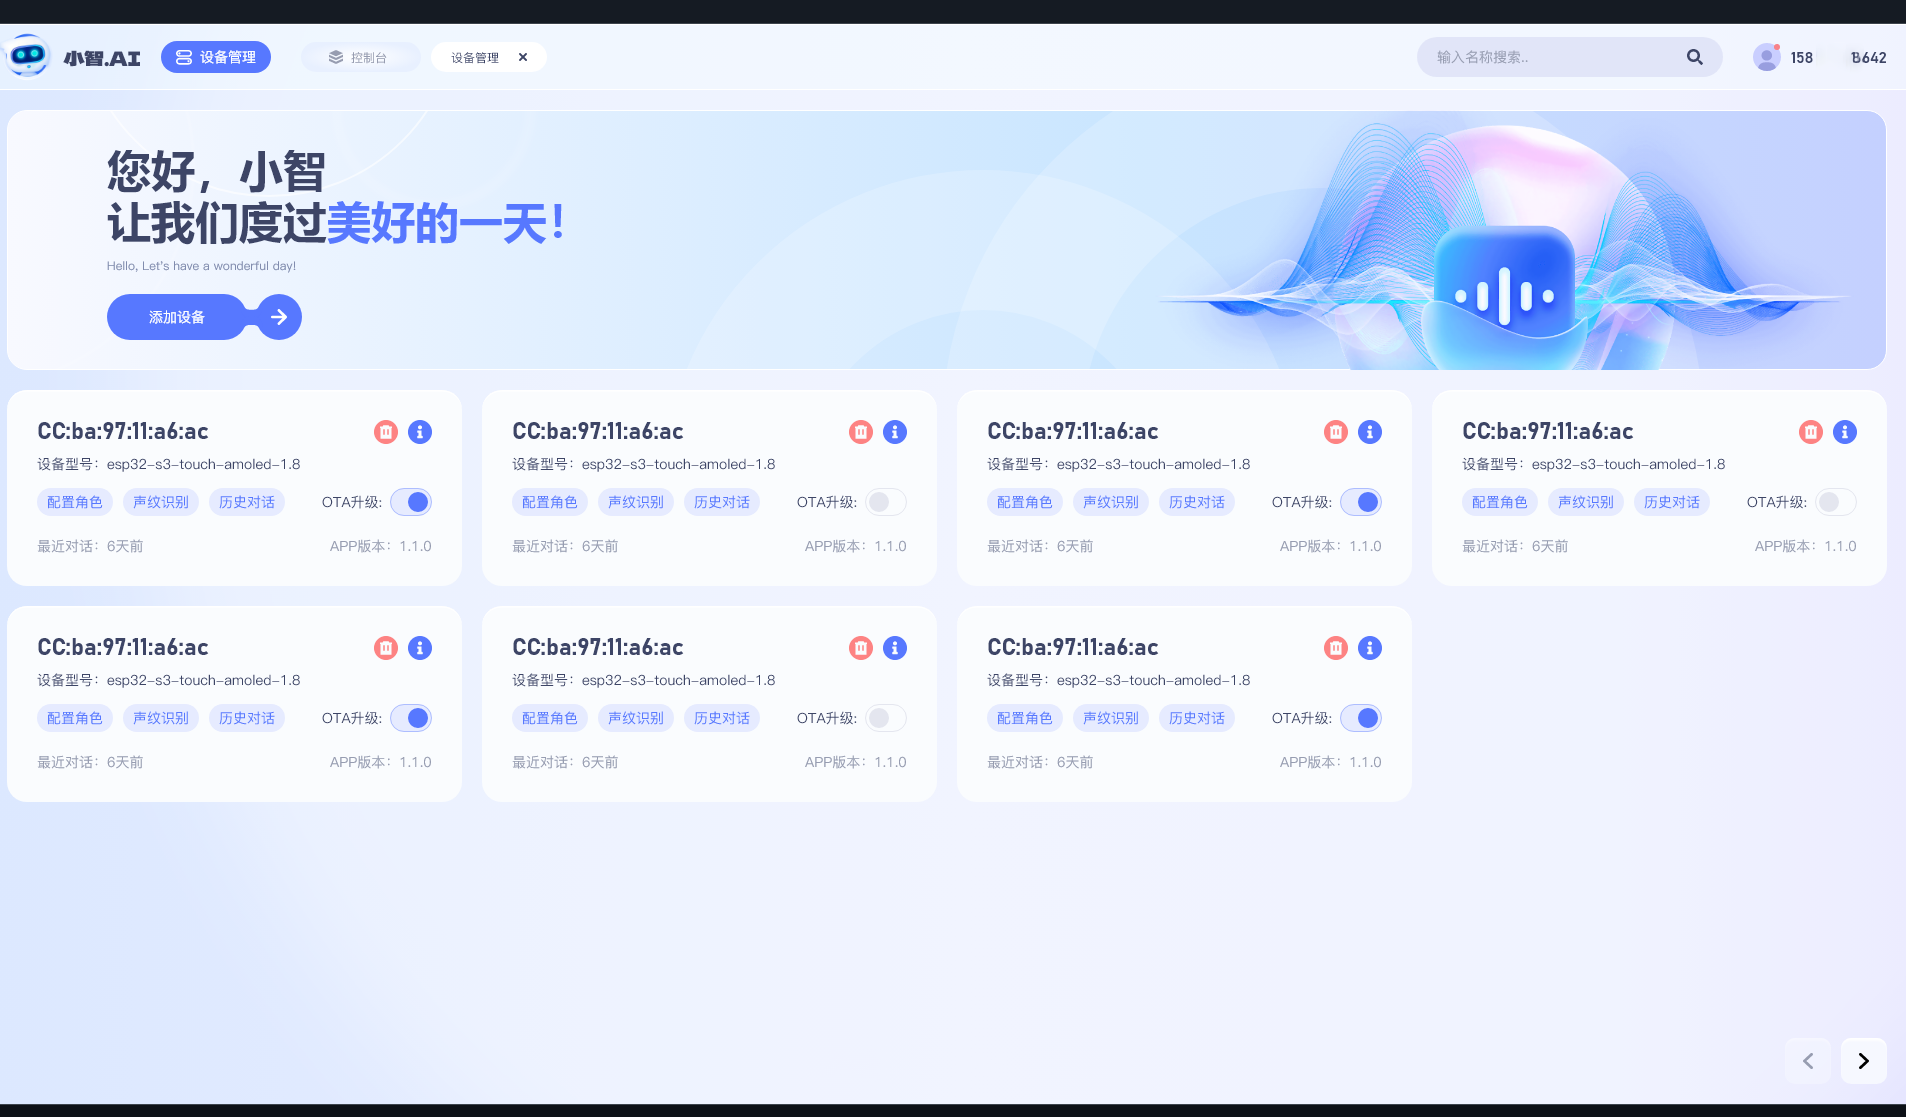 小智.AI 设备管理 控制台 设备管理 输入名称搜索.. 158 642
您好，小智
让我们度过美好的一天！
Hello, Let's have a wonderful day!
添加设备
CC:ba:97:11:a6:ac
设备型号：esp32-s3-touch-amoled-1.8
配置角色 声纹识别 历史对话 OTA升级:
最近对话：6天前 APP版本：1.1.0
CC:ba:97:11:a6:ac
设备型号：esp32-s3-touch-amoled-1.8
配置角色 声纹识别 历史对话 OTA升级:
最近对话：6天前 APP版本：1.1.0
CC:ba:97:11:a6:ac
设备型号：esp32-s3-touch-amoled-1.8
配置角色 声纹识别 历史对话 OTA升级:
最近对话：6天前 APP版本：1.1.0
CC:ba:97:11:a6:ac
设备型号：esp32-s3-touch-amoled-1.8
配置角色 声纹识别 历史对话 OTA升级:
最近对话：6天前 APP版本：1.1.0
CC:ba:97:11:a6:ac
设备型号：esp32-s3-touch-amoled-1.8
配置角色 声纹识别 历史对话 OTA升级:
最近对话：6天前 APP版本：1.1.0
CC:ba:97:11:a6:ac
设备型号：esp32-s3-touch-amoled-1.8
配置角色 声纹识别 历史对话 OTA升级:
最近对话：6天前 APP版本：1.1.0
CC:ba:97:11:a6:ac
设备型号：esp32-s3-touch-amoled-1.8
配置角色 声纹识别 历史对话 OTA升级:
最近对话：6天前 APP版本：1.1.0